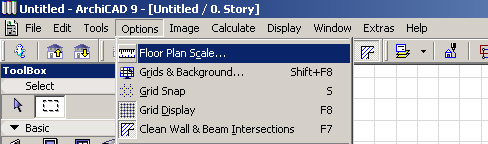 Untitled - ArchiCAD 9 - [Untitled / 0. Story]
File Edit View Tools Options Image Calculate Display Window Extras Help
Floor Plan Scale...
ToolBox
Grids & Background... Shift+F8
Select
Grid Snap S
Grid Display F8
Basic
Clean Wall & Beam Intersections F7